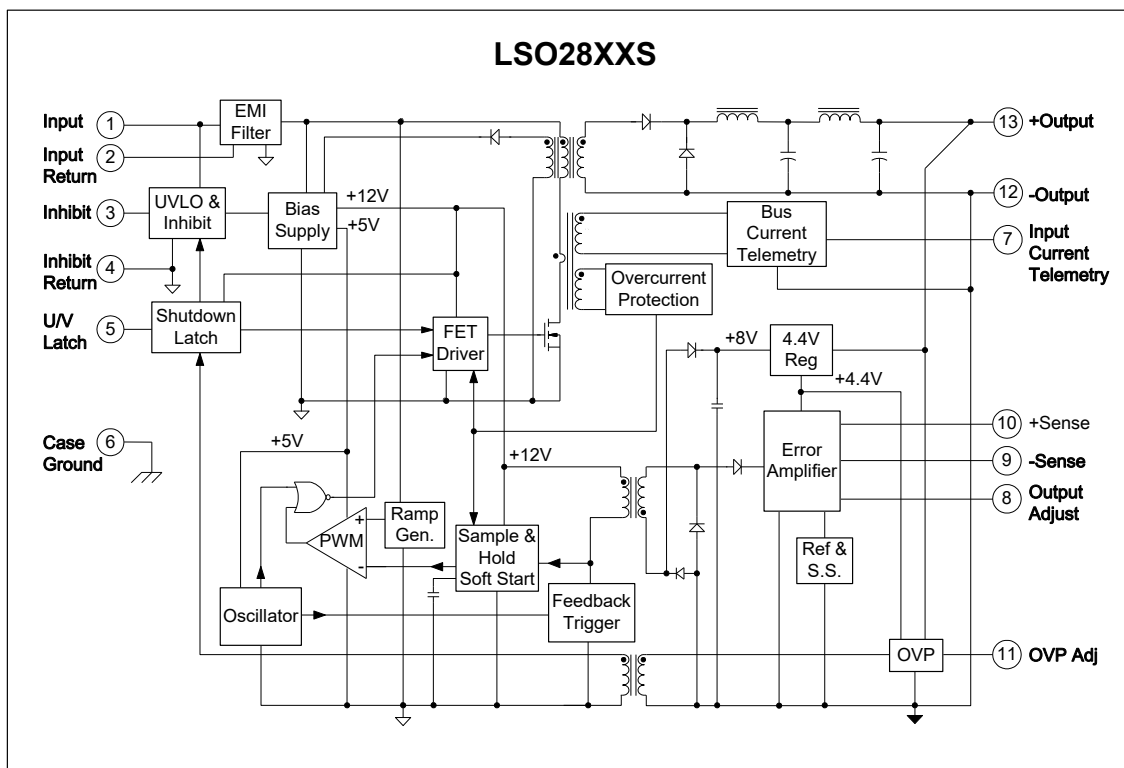 LSO28XXS
Input
1
EMI
Filter
13
+Output
Input
Return
2
12
-Output
Inhibit
3
UVLO &
Inhibit
Bias
Supply
+12V
+5V
Bus
Current
Telemetry
7
Input
Current
Telemetry
Inhibit
Return
4
Overcurrent
Protection
U/V
Latch
5
Shutdown
Latch
FET
Driver
+8V
4.4V
Reg
+4.4V
Case
Ground
6
10
+Sense
Error
Amplifier
9
-Sense
8
Output
Adjust
+5V
+12V
+
PWM
-
Ramp
Gen.
Sample &
Hold
Soft Start
Ref &
S.S.
Oscillator
Feedback
Trigger
OVP
11
OVP Adj